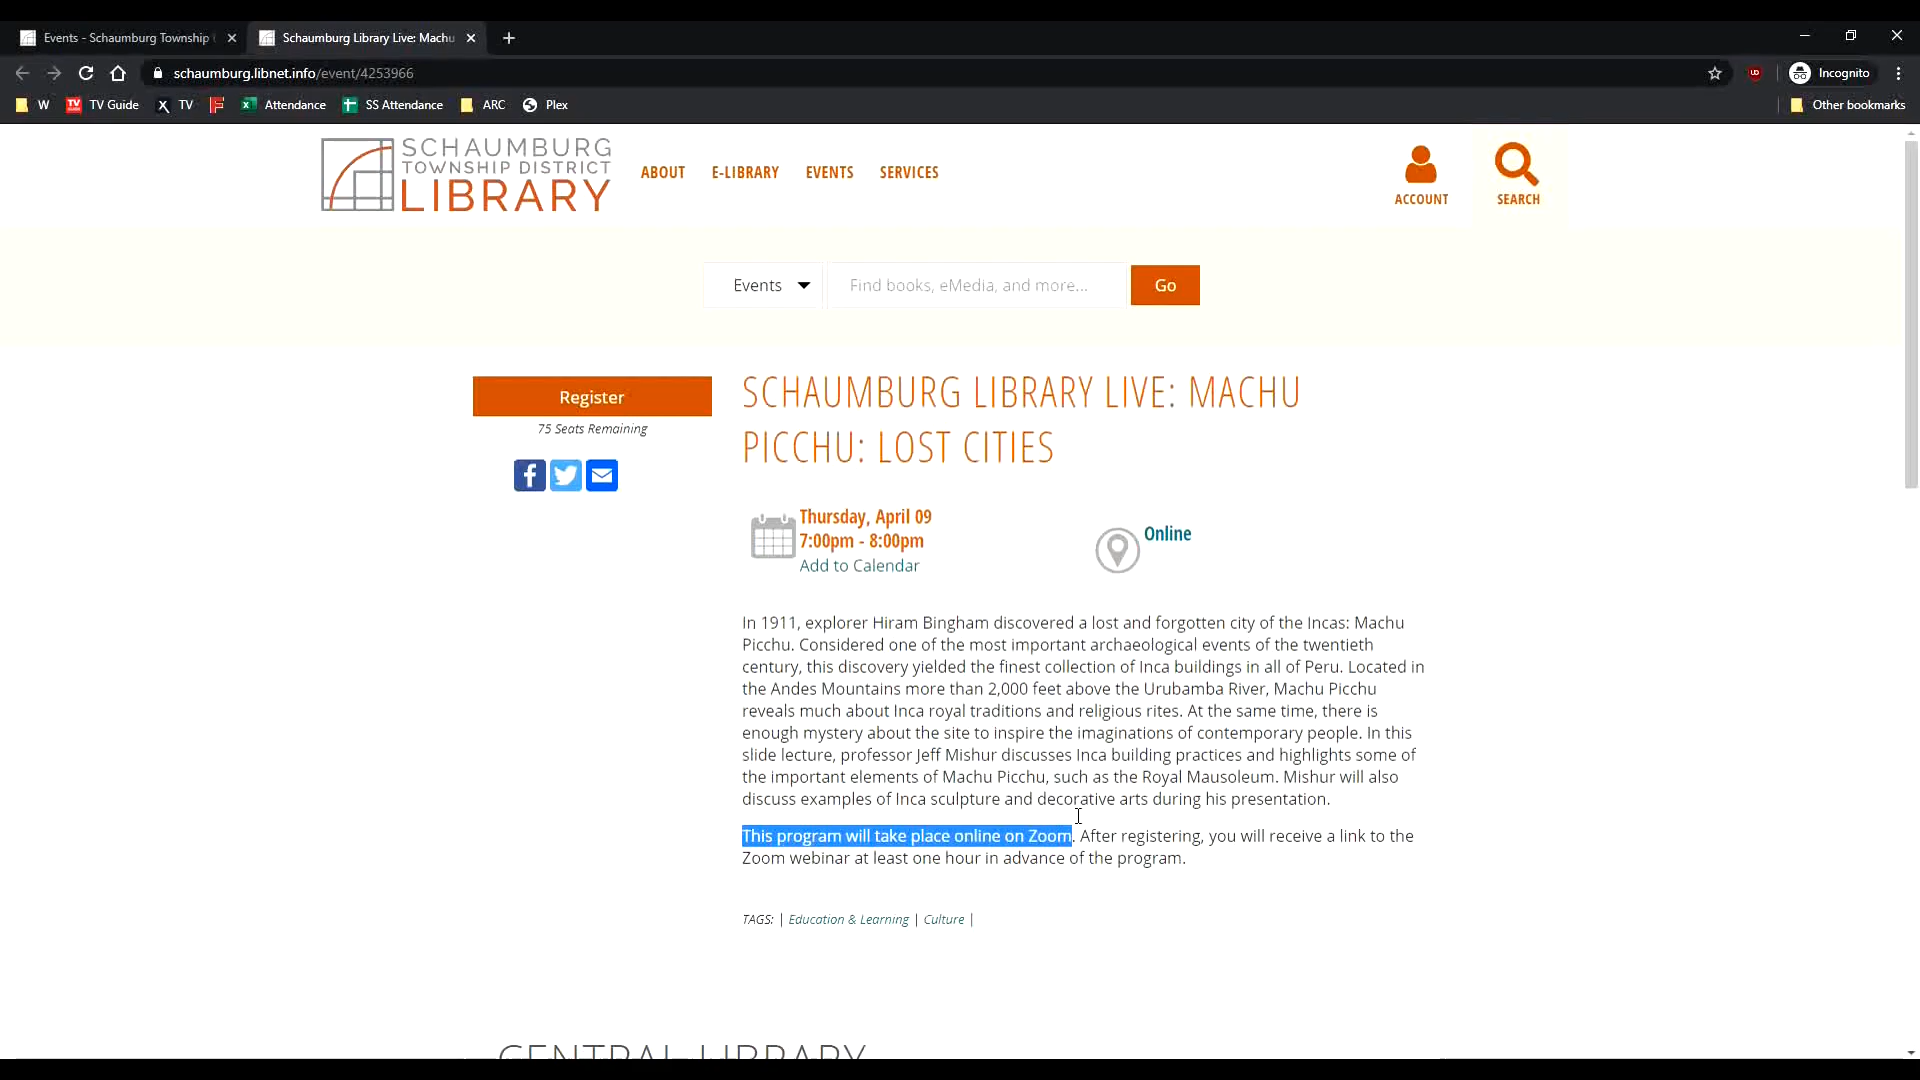 Events - Schaumburg Township
Schaumburg Library Live: Machu
schaumburg.libnet.info/event/4253966
Incognito
W
TV Guide
TV
Attendance
SS Attendance
ARC
Plex
Other bookmarks
SCHAUMBURG
TOWNSHIP DISTRICT
LIBRARY
ABOUT
E-LIBRARY
EVENTS
SERVICES
ACCOUNT
SEARCH
Events
Find books, eMedia, and more...
Go
Register
75 Seats Remaining
SCHAUMBURG LIBRARY LIVE: MACHU
PICCHU: LOST CITIES
Thursday, April 09
7:00pm - 8:00pm
Add to Calendar
Online
In 1911, explorer Hiram Bingham discovered a lost and forgotten city of the Incas: Machu
Picchu. Considered one of the most important archaeological events of the twentieth
century, this discovery yielded the finest collection of Inca buildings in all of Peru. Located in
the Andes Mountains more than 2,000 feet above the Urubamba River, Machu Picchu
reveals much about Inca royal traditions and religious rites. At the same time, there is
enough mystery about the site to inspire the imaginations of contemporary people. In this
slide lecture, professor Jeff Mishur discusses Inca building practices and highlights some of
the important elements of Machu Picchu, such as the Royal Mausoleum. Mishur will also
discuss examples of Inca sculpture and decorative arts during his presentation.
This program will take place online on Zoom. After registering, you will receive a link to the
Zoom webinar at least one hour in advance of the program.
TAGS: | Education & Learning | Culture |
CENTRAL LIBRARY